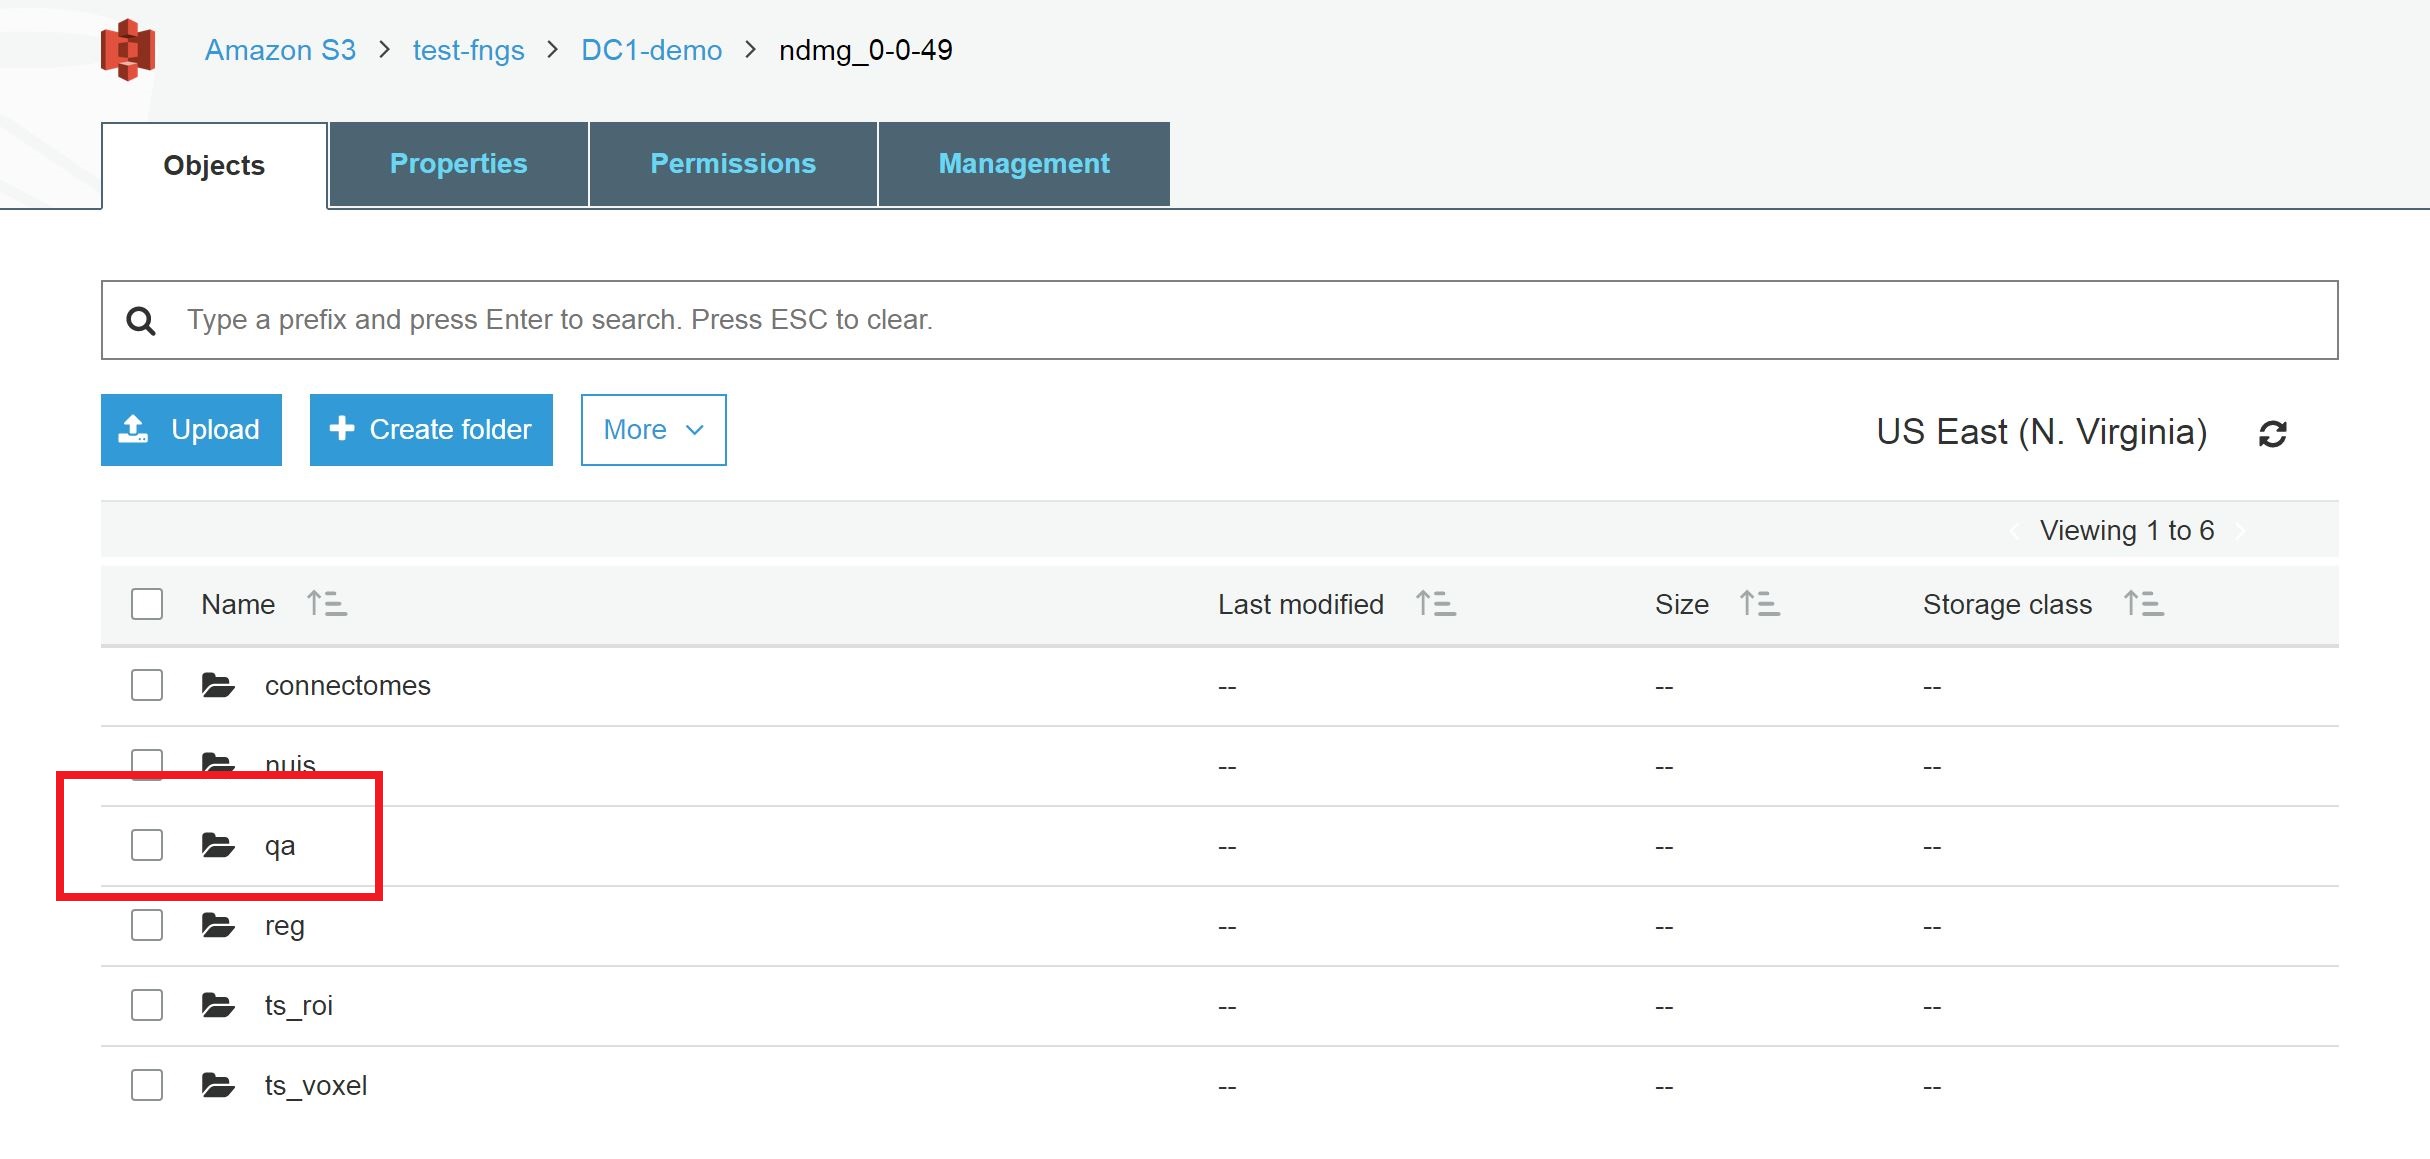 Amazon S3 > test-fngs > DC1-demo > ndmg_0-0-49
Objects Properties Permissions Management
Type a prefix and press Enter to search. Press ESC to clear.
Upload Create folder More US East (N. Virginia)
Viewing 1 to 6
Name Last modified Size Storage class
connectomes -- -- --
nuis -- -- --
qa -- -- --
reg -- -- --
ts_roi -- -- --
ts_voxel -- -- --